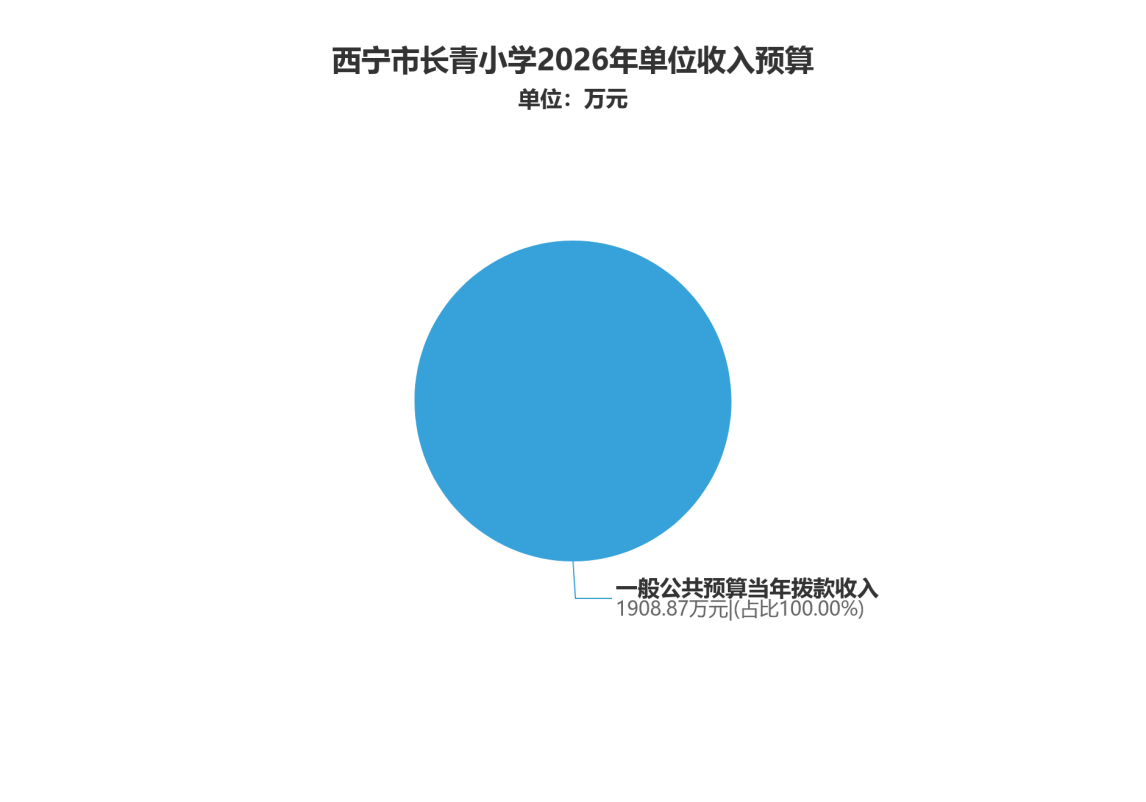 西宁市长青小学2026年单位收入预算
单位：万元
一般公共预算当年拨款收入
1908.87万元|(占比100.00%)